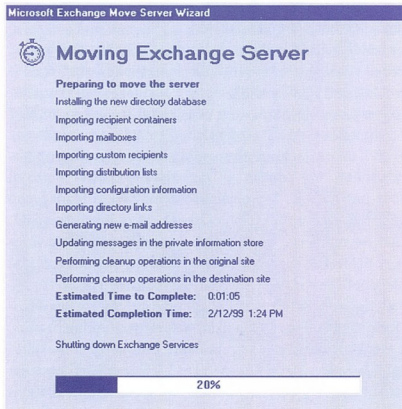 Microsoft Exchange Move Server Wizard
Moving Exchange Server
Preparing to move the server
Installing the new directory database
Importing recipient containers
Importing mailboxes
Importing custom recipients
Importing distribution lists
Importing configuration information
Importing directory links
Generating new e-mail addresses
Updating messages in the private information store
Performing cleanup operations in the original site
Performing cleanup operations in the destination site
Estimated Time to Complete: 0:01:05
Estimated Completion Time: 2/12/99 1:24 PM
Shutting down Exchange Services
20%